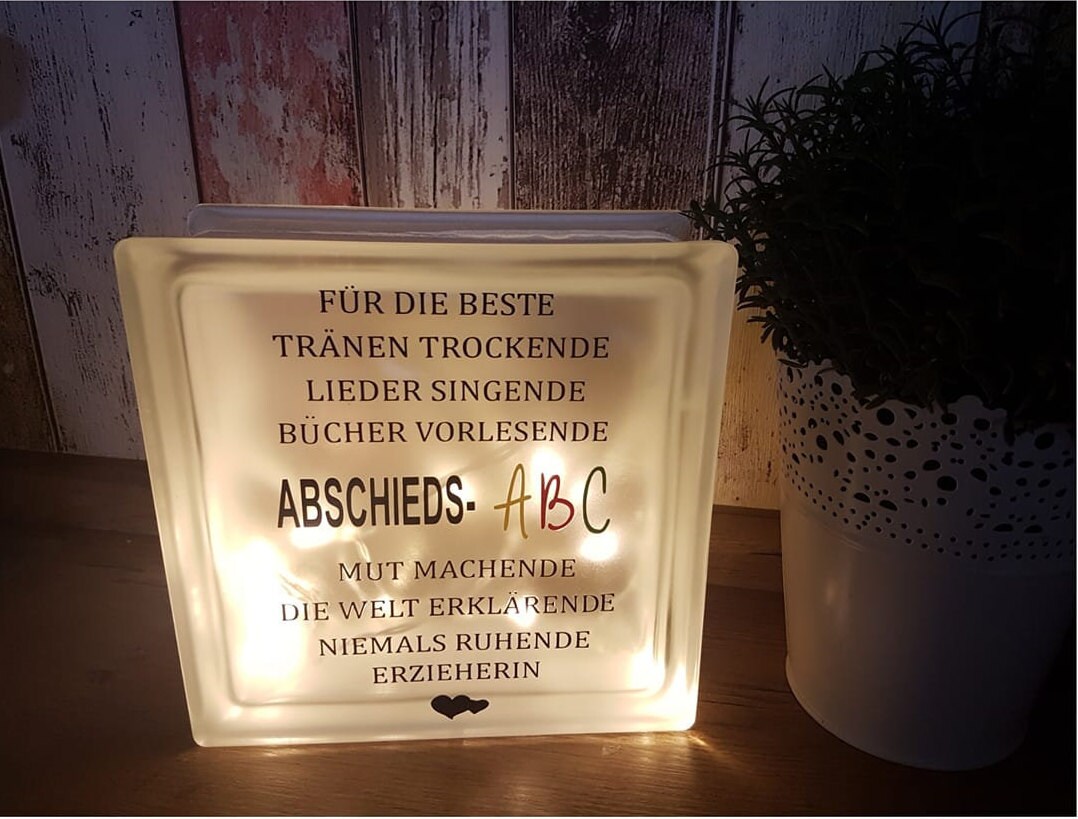 FÜR DIE BESTE
TRÄNEN TROCKENDE
LIEDER SINGENDE
BÜCHER VORLESENDE
ABSCHIEDS- ABC
MUT MACHENDE
DIE WELT ERKLÄRENDE
NIEMALS RUHENDE
ERZIEHERIN